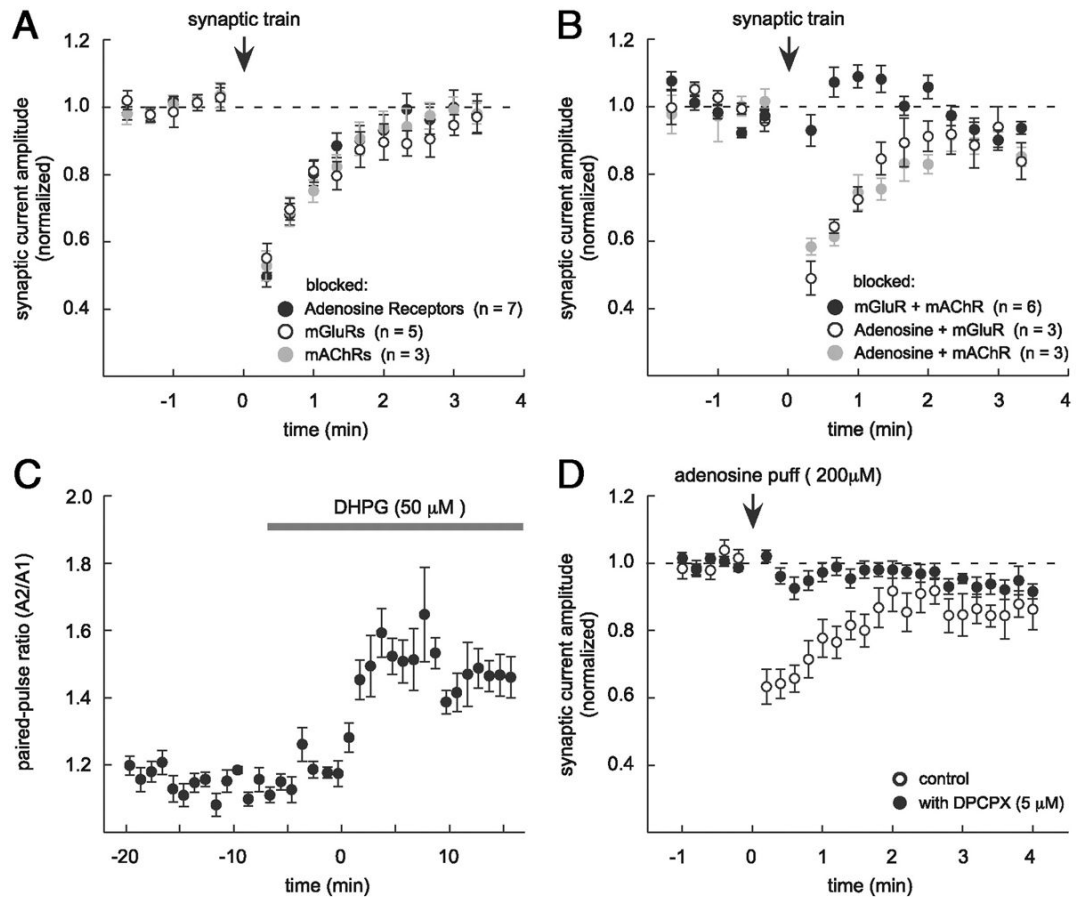 A
synaptic train
1.2
1.0
0.8
0.6
0.4
synaptic current amplitude
(normalized)
blocked:
Adenosine Receptors (n = 7)
mGluRs (n = 5)
mAChRs (n = 3)
-1 0 1 2 3 4
time (min)
B
synaptic train
1.2
1.0
0.8
0.6
0.4
synaptic current amplitude
(normalized)
blocked:
mGluR + mAChR (n = 6)
Adenosine + mGluR (n = 3)
Adenosine + mAChR (n = 3)
-1 0 1 2 3 4
time (min)
C
2.0
1.8
1.6
1.4
1.2
paired-pulse ratio (A2/A1)
DHPG (50 μM )
-20 -10 0 10
time (min)
D
adenosine puff ( 200μM)
1.2
1.0
0.8
0.6
0.4
synaptic current amplitude
(normalized)
control
with DPCPX (5 μM)
-1 0 1 2 3 4
time (min)